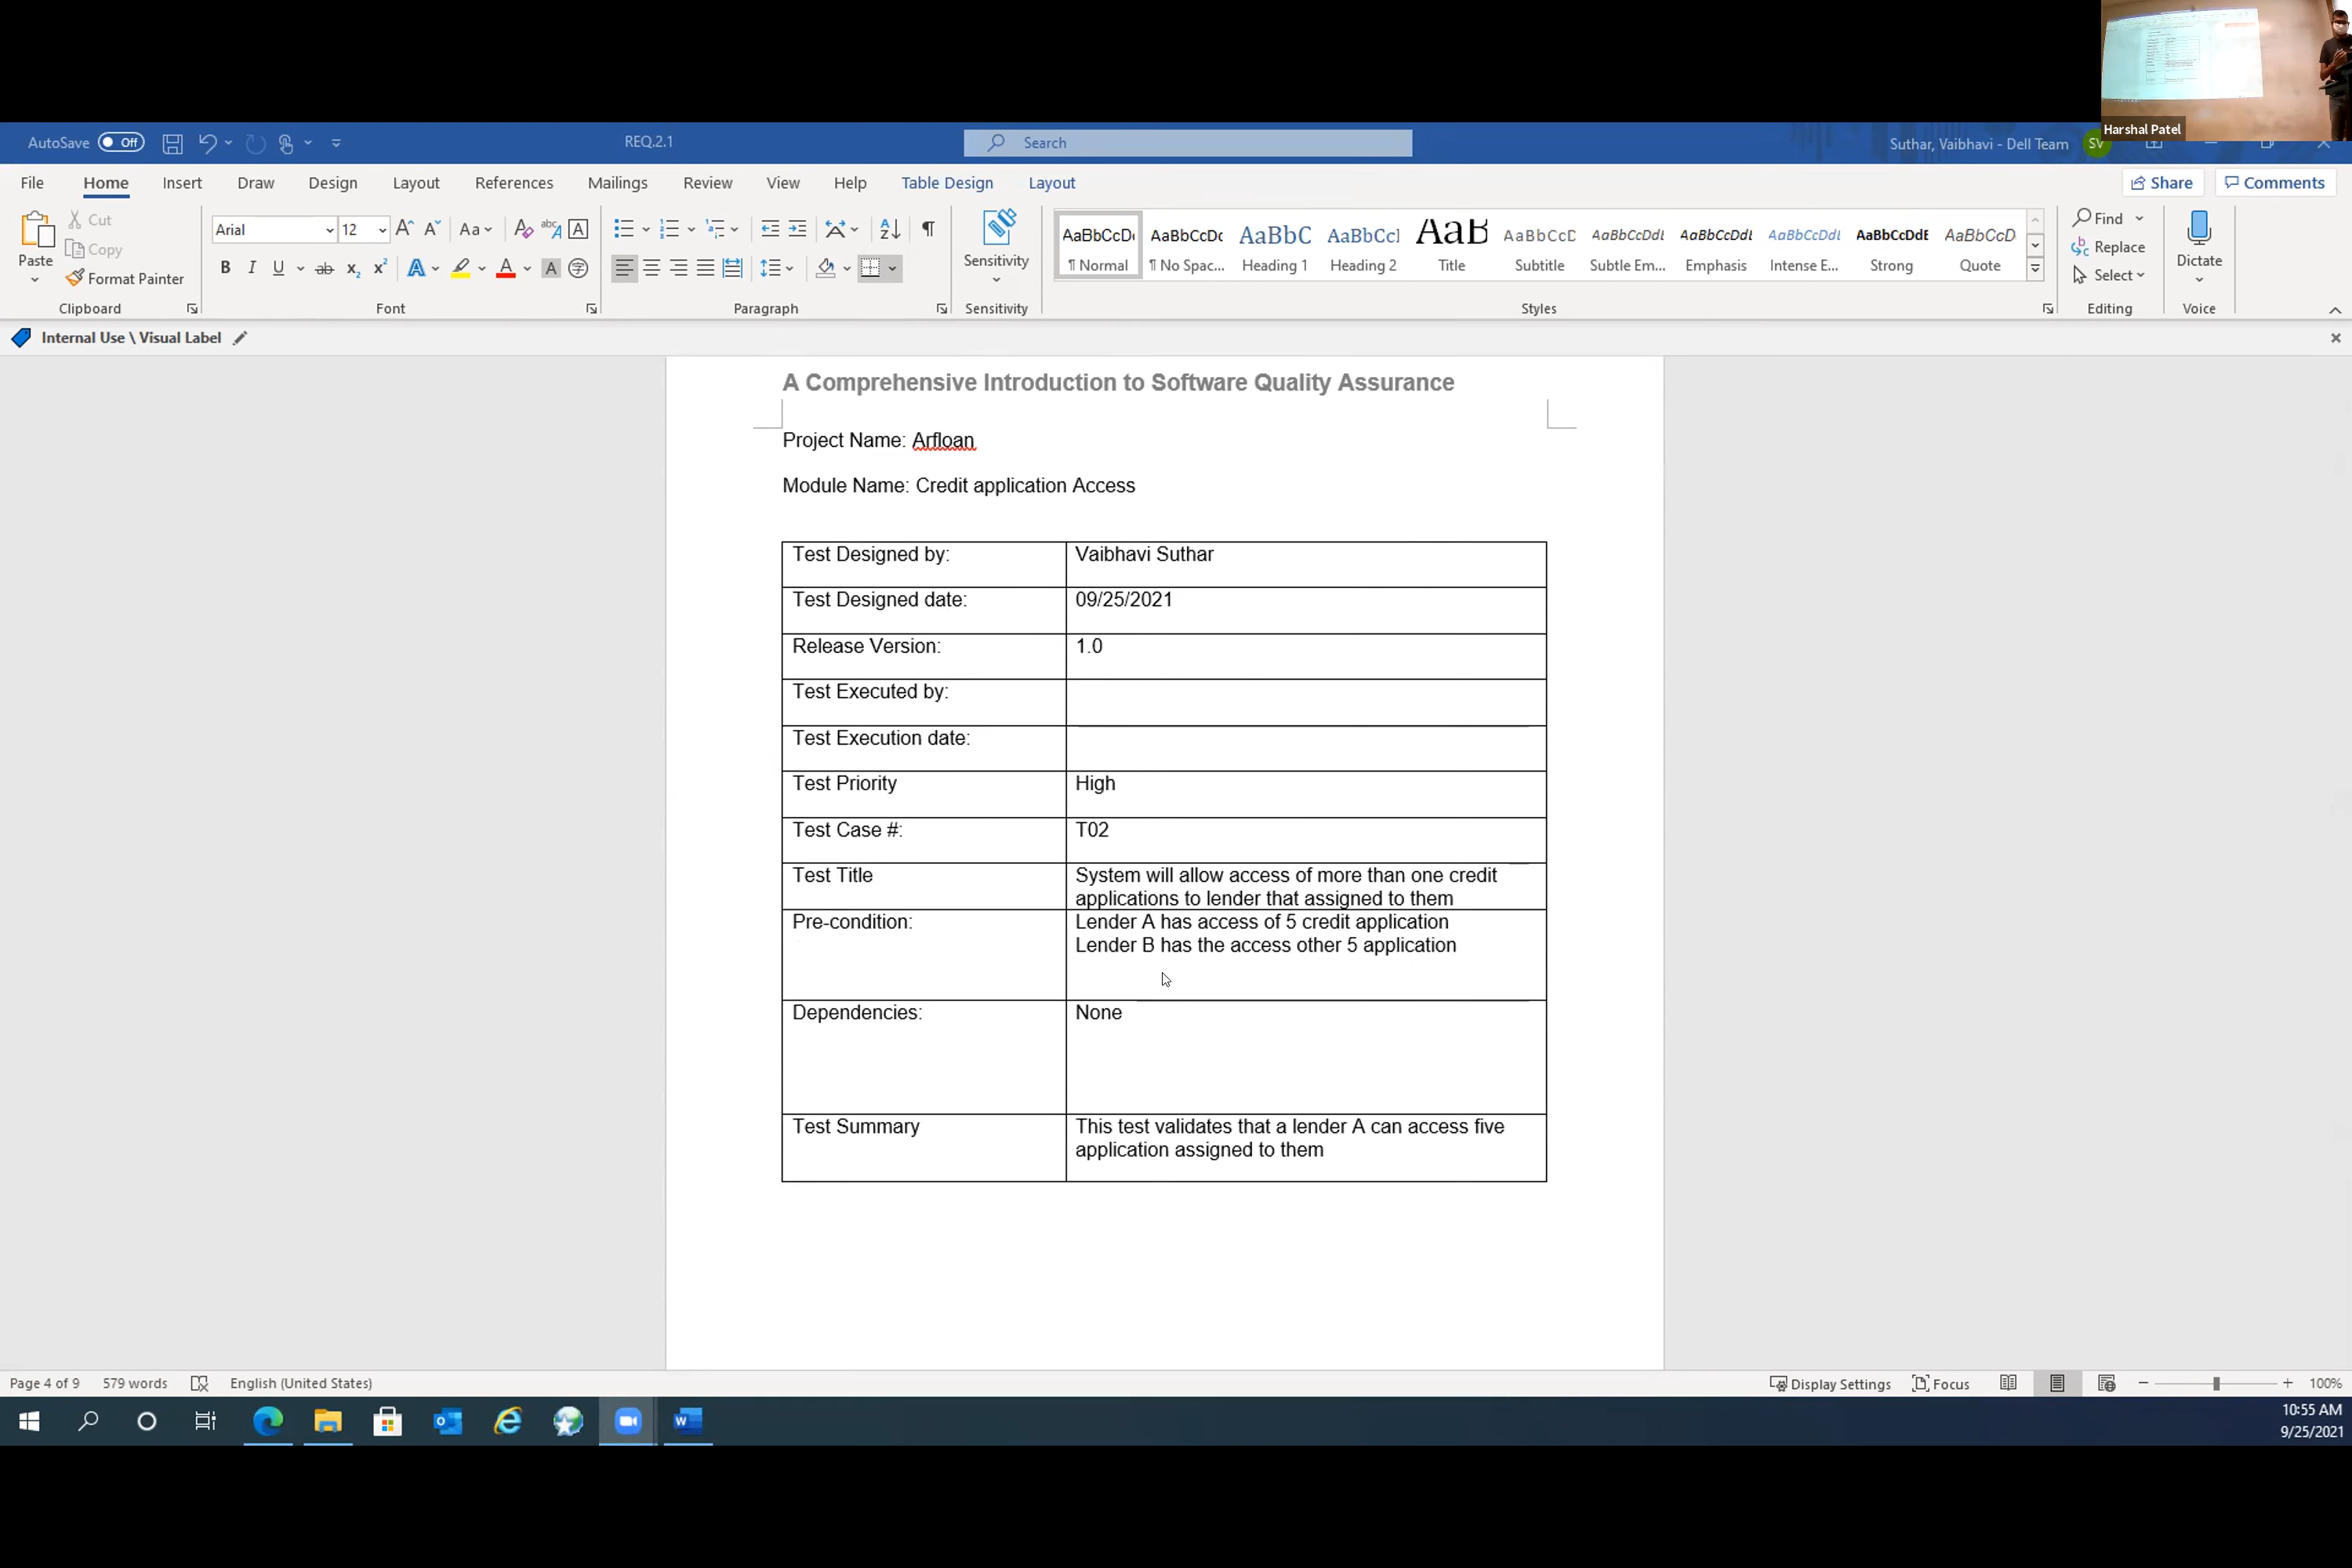 Harshal Patel
AutoSave Off REQ.2.1 Search Suthar, Vaibhavi - Dell Team SV
File Home Insert Draw Design Layout References Mailings Review View Help Table Design Layout Share Comments
Paste Cut Copy Format Painter
Clipboard
Arial 12 Aa
Font
Paragraph
Sensitivity
Sensitivity
AaBbCcDı AaBbCcDc AaBbC AaBbCcl AaB AaBbCcD AaBbCcDdı AaBbCcDdı AaBbCcDdı AaBbCcDdE AaBbCcD
¶ Normal ¶ No Spac... Heading 1 Heading 2 Title Subtitle Subtle Em... Emphasis Intense E... Strong Quote
Styles
Find
Replace
Select
Editing
Dictate
Voice
Internal Use \ Visual Label
A Comprehensive Introduction to Software Quality Assurance
Project Name: Arfloan
Module Name: Credit application Access
Test Designed by: Vaibhavi Suthar
Test Designed date: 09/25/2021
Release Version: 1.0
Test Executed by:
Test Execution date:
Test Priority High
Test Case #: T02
Test Title System will allow access of more than one credit
applications to lender that assigned to them
Pre-condition: Lender A has access of 5 credit application
Lender B has the access other 5 application
Dependencies: None
Test Summary This test validates that a lender A can access five
application assigned to them
Page 4 of 9 579 words English (United States) Display Settings Focus 100%
10:55 AM
9/25/2021